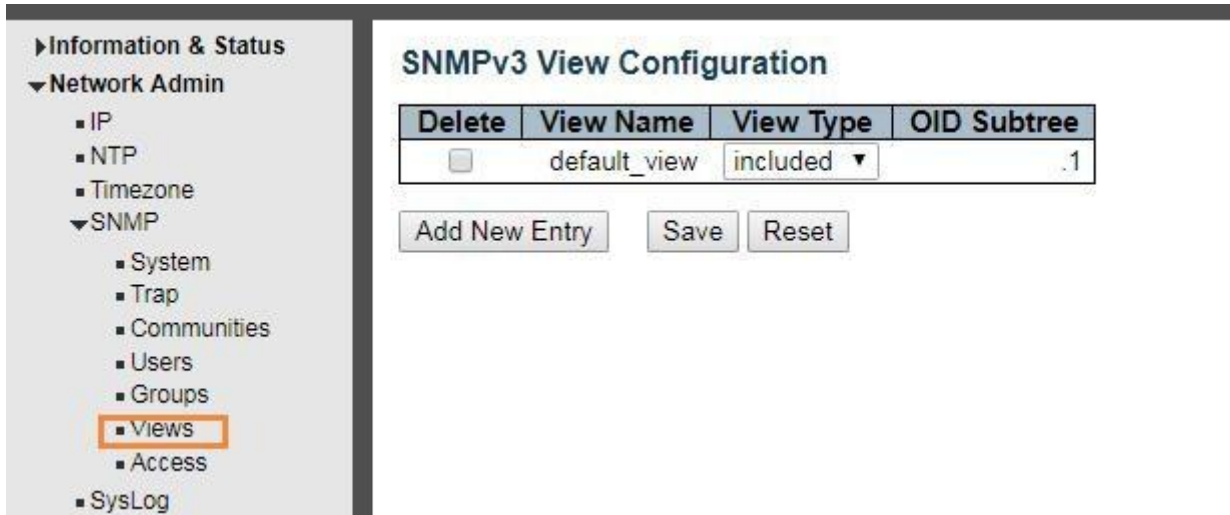 Information & Status
Network Admin
IP
NTP
Timezone
SNMP
System
Trap
Communities
Users
Groups
Views
Access
SysLog
SNMPv3 View Configuration
Delete View Name View Type OID Subtree
default_view included .1
Add New Entry Save Reset